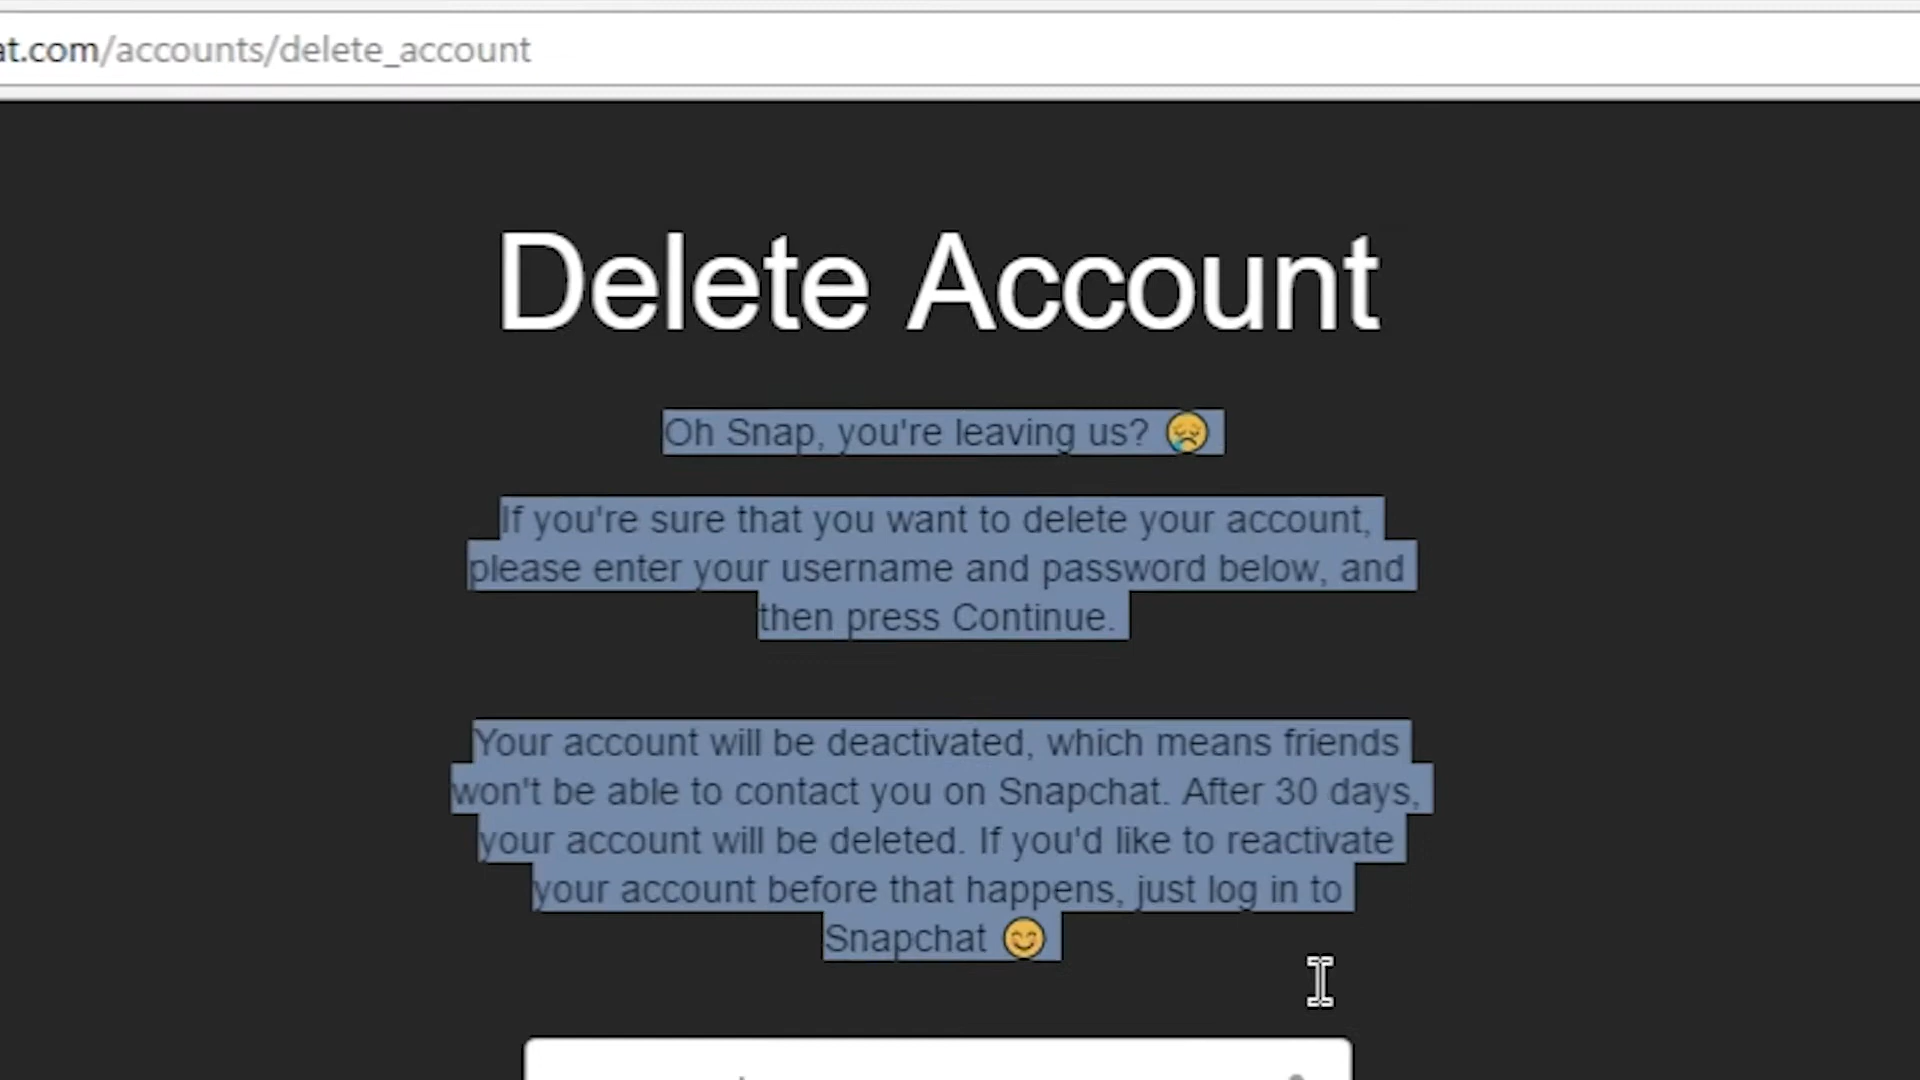 at.com/accounts/delete_account
Delete Account
Oh Snap, you're leaving us? 😢
If you're sure that you want to delete your account,
please enter your username and password below, and
then press Continue.
Your account will be deactivated, which means friends
won't be able to contact you on Snapchat. After 30 days,
your account will be deleted. If you'd like to reactivate
your account before that happens, just log in to
Snapchat 😊